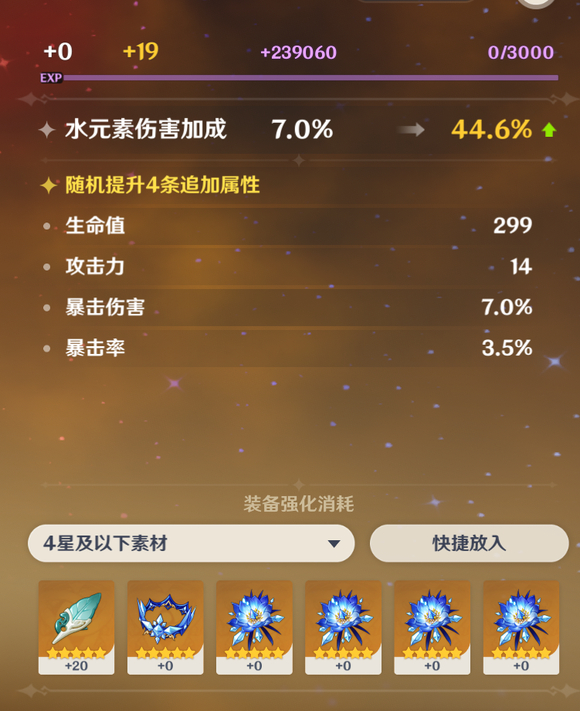 +0 +19 +239060 0/3000
EXP
水元素伤害加成 7.0% 44.6%
随机提升4条追加属性
生命值 299
攻击力 14
暴击伤害 7.0%
暴击率 3.5%
装备强化消耗
4星及以下素材 快捷放入
+20 +0 +0 +0 +0 +0